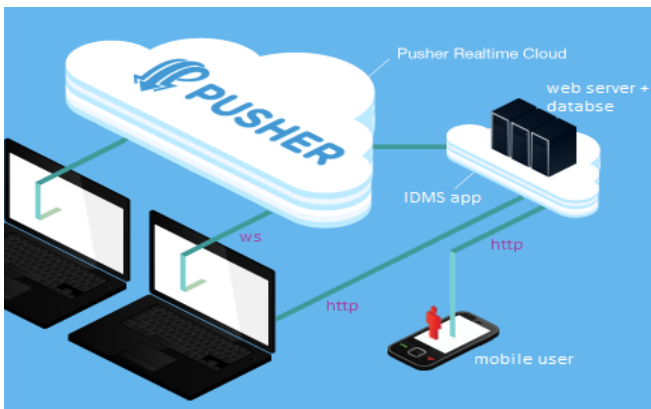 Pusher Realtime Cloud
PUSHER
web server +
databse
IDMS app
ws
http
http
mobile user